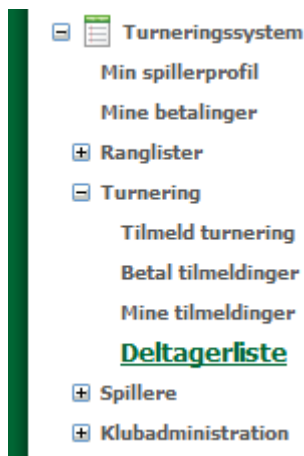 Turneringssystem
Min spillerprofil
Mine betalinger
Ranglister
Turnering
Tilmeld turnering
Betal tilmeldinger
Mine tilmeldinger
Deltagerliste
Spillere
Klubadministration